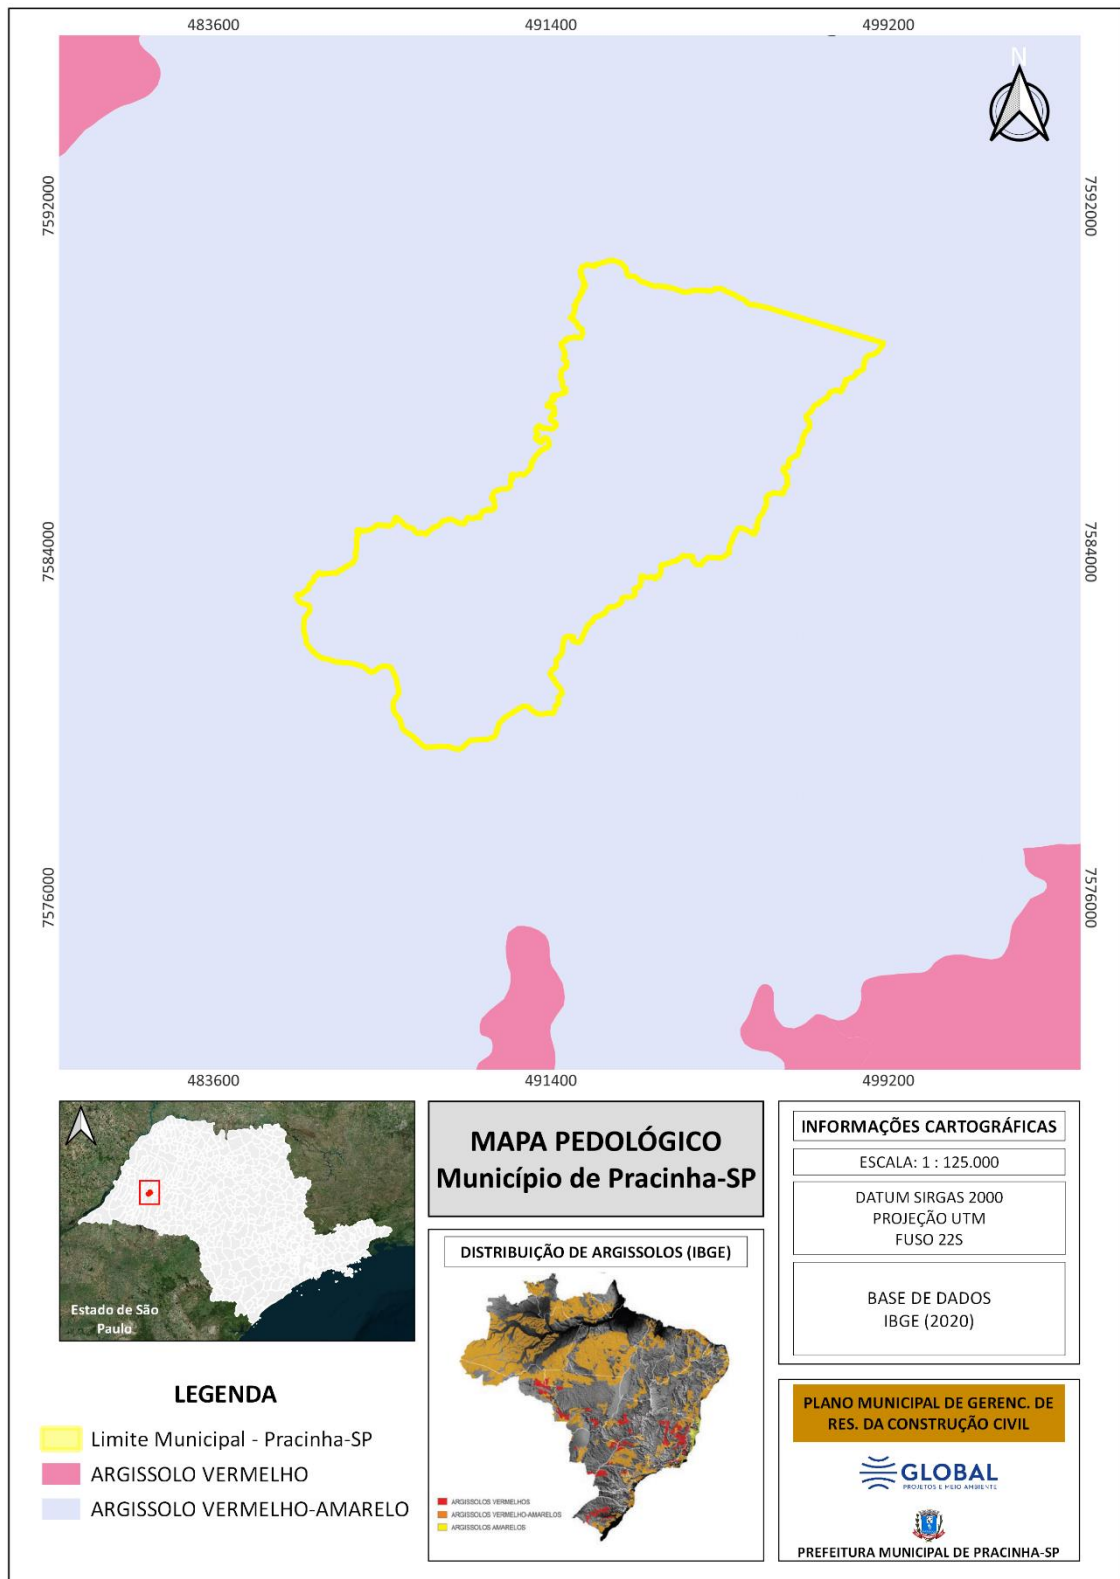 483600
491400
499200
N
7592000
7592000
7584000
7584000
7576000
7576000
483600
491400
499200
Estado de São
Paulo
MAPA PEDOLÓGICO
Município de Pracinha-SP
INFORMAÇÕES CARTOGRÁFICAS
ESCALA: 1 : 125.000
DATUM SIRGAS 2000
PROJEÇÃO UTM
FUSO 22S
BASE DE DADOS
IBGE (2020)
DISTRIBUIÇÃO DE ARGISSOLOS (IBGE)
ARGISSOLOS VERMELHOS
ARGISSOLOS VERMELHO-AMARELOS
ARGISSOLOS AMARELOS
LEGENDA
Limite Municipal - Pracinha-SP
ARGISSOLO VERMELHO
ARGISSOLO VERMELHO-AMARELO
PLANO MUNICIPAL DE GERENC. DE
RES. DA CONSTRUÇÃO CIVIL
GLOBAL
PROJETOS E MEIO AMBIENTE
PREFEITURA MUNICIPAL DE PRACINHA-SP